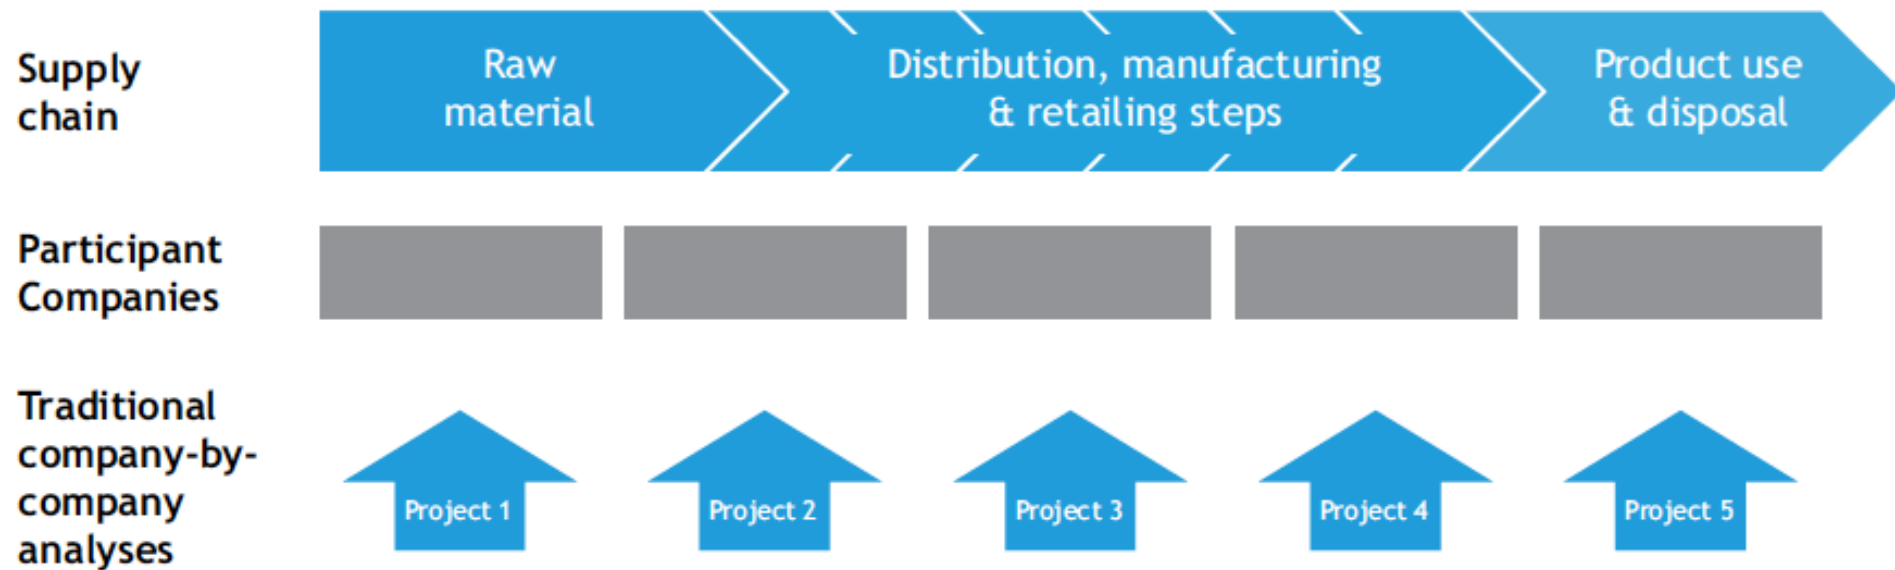 Supply
chain
Raw
material
Distribution, manufacturing
& retailing steps
Product use
& disposal
Participant
Companies
Traditional
company-by-
company
analyses
Project 1
Project 2
Project 3
Project 4
Project 5